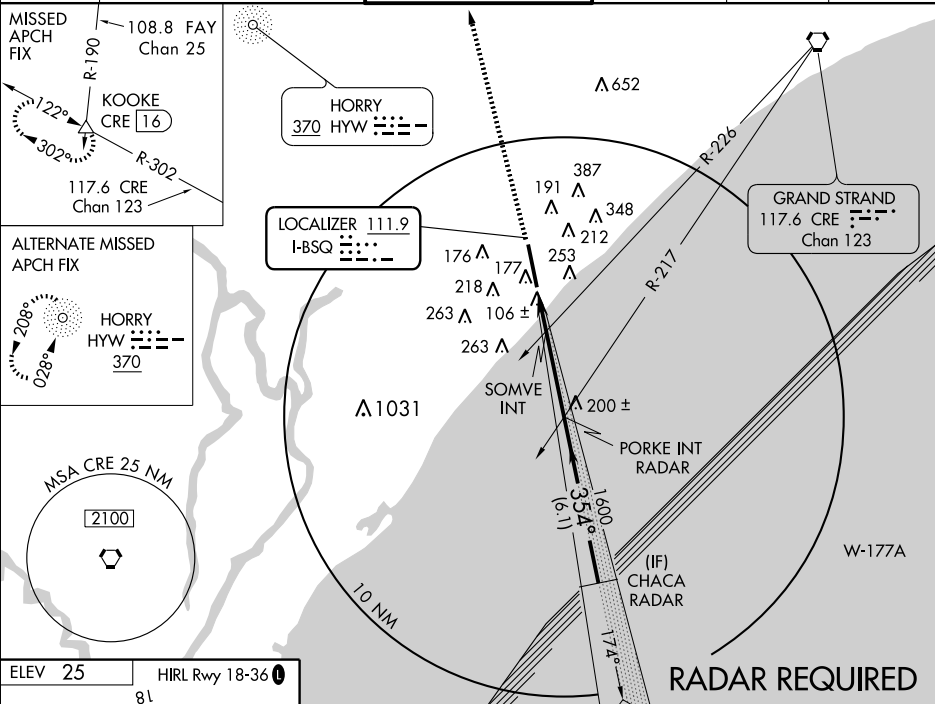 MISSED
APCH
FIX
R-190
108.8 FAY
Chan 25
122°
KOOKE
CRE 16
302°
R-302
117.6 CRE
Chan 123
HORRY
370 HYW
652
R-226
387
191
348
212
GRAND STRAND
117.6 CRE
Chan 123
LOCALIZER 111.9
I-BSQ
176
177
253
218
263
106 ±
263
R-217
ALTERNATE MISSED
APCH FIX
208°
028°
HORRY
HYW
370
SOMVE
INT
1031
200 ±
PORKE INT
RADAR
MSA CRE 25 NM
2100
354°
1600
(6.1)
(IF)
CHACA
RADAR
W-177A
10 NM
174°
RADAR REQUIRED
ELEV 25
HIRL Rwy 18-36 L
18